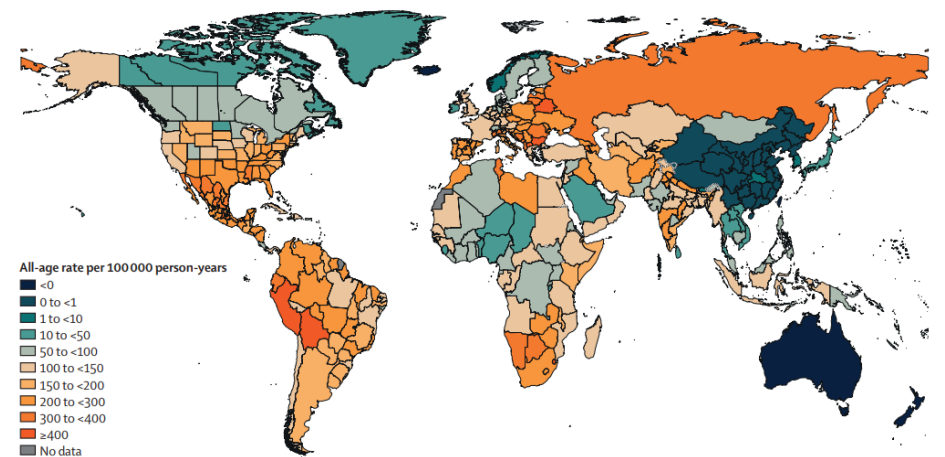 All-age rate per 100 000 person-years
<0
0 to <1
1 to <10
10 to <50
50 to <100
100 to <150
150 to <200
200 to <300
300 to <400
≥400
No data